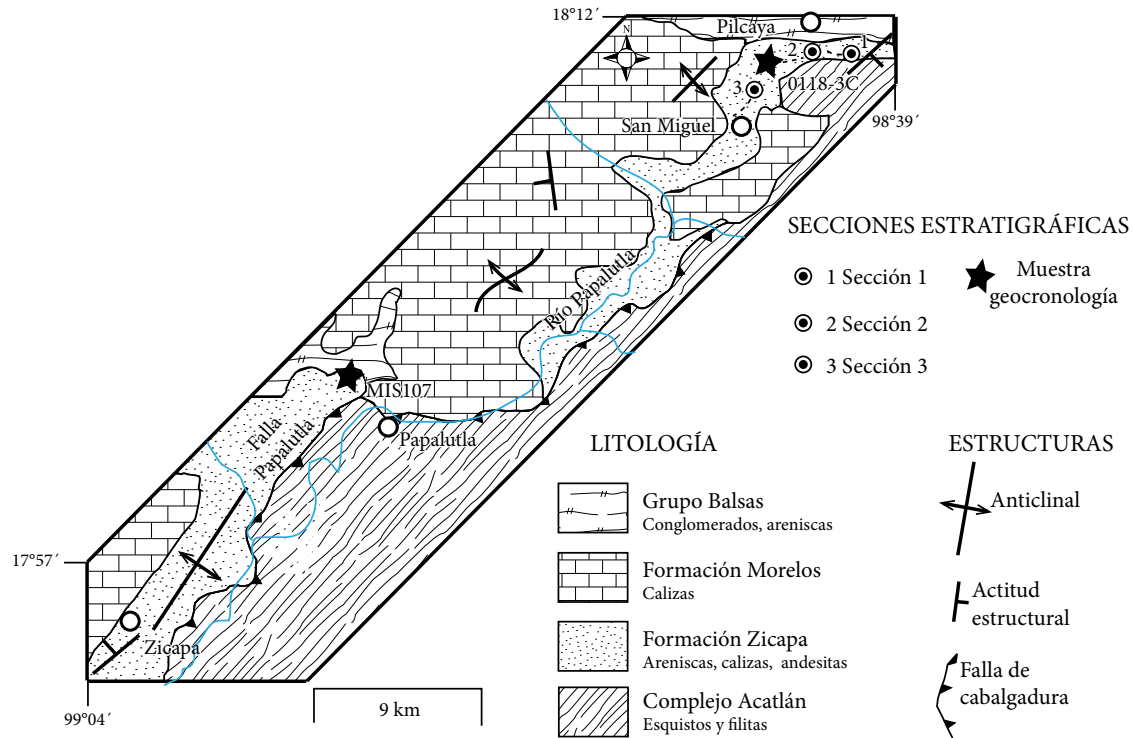 18°12´
Pilcaya
N
2
1
3
0118-3C
98°39´
San Miguel
Río Papalutla
MIS107
Falla
Papalutla
Papalutla
17°57´
Zicapa
99°04´
9 km
SECCIONES ESTRATIGRÁFICAS
1 Sección 1
2 Sección 2
3 Sección 3
Muestra
geocronología
LITOLOGÍA
Grupo Balsas
Conglomerados, areniscas
Formación Morelos
Calizas
Formación Zicapa
Areniscas, calizas, andesitas
Complejo Acatlán
Esquistos y filitas
ESTRUCTURAS
Anticlinal
Actitud
estructural
Falla de
cabalgadura